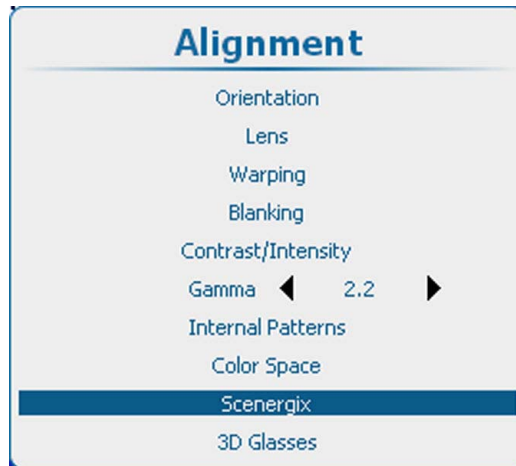 Alignment
Orientation
Lens
Warping
Blanking
Contrast/Intensity
Gamma 2.2
Internal Patterns
Color Space
Scenergix
3D Glasses